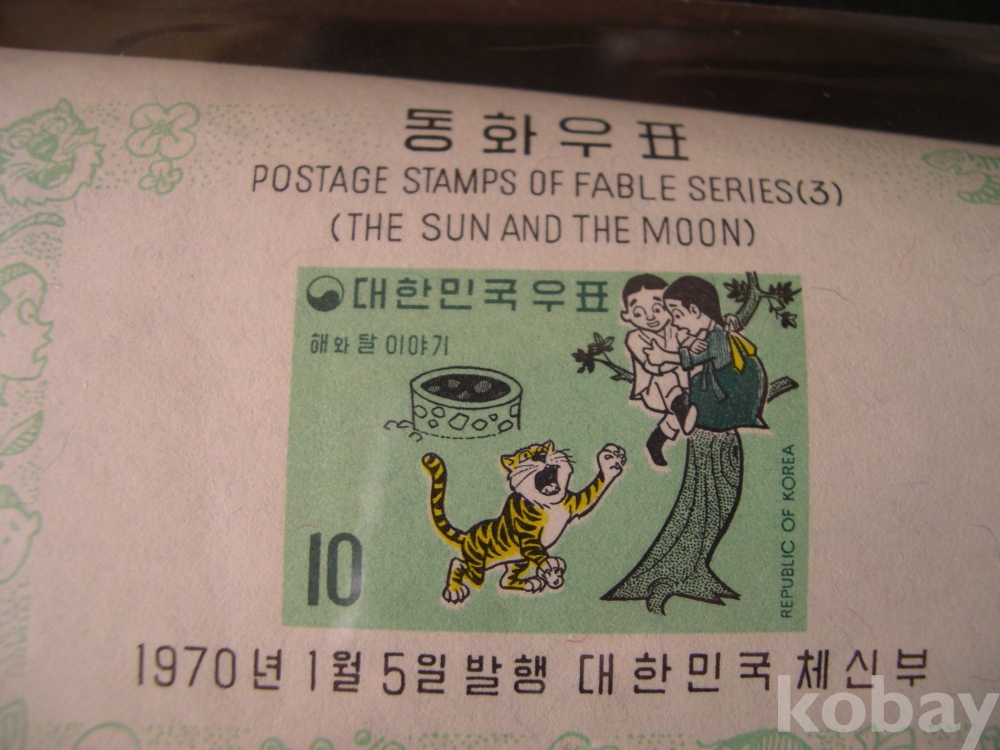 동화우표
POSTAGE STAMPS OF FABLE SERIES(3)
(THE SUN AND THE MOON)
대한민국우표
해와 달 이야기
10
REPUBLIC OF KOREA
1970년 1월 5일 발행 대한민국 체신부
kobay